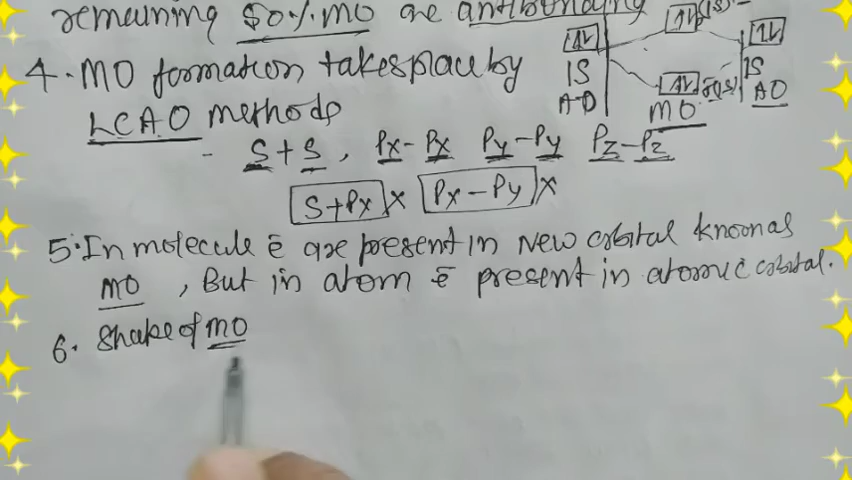 remaining 50% MO are antibonding
4. MO formation takes place by
LCAO methods
1S
AO
MO
1S
AO
- S + S, Px - Px Py - Py Pz - Pz
S + Px x Px - Py x
5. In molecule ē are present in New orbital known as
MO, But in atom ē present in atomic orbital.
6. Shape of MO